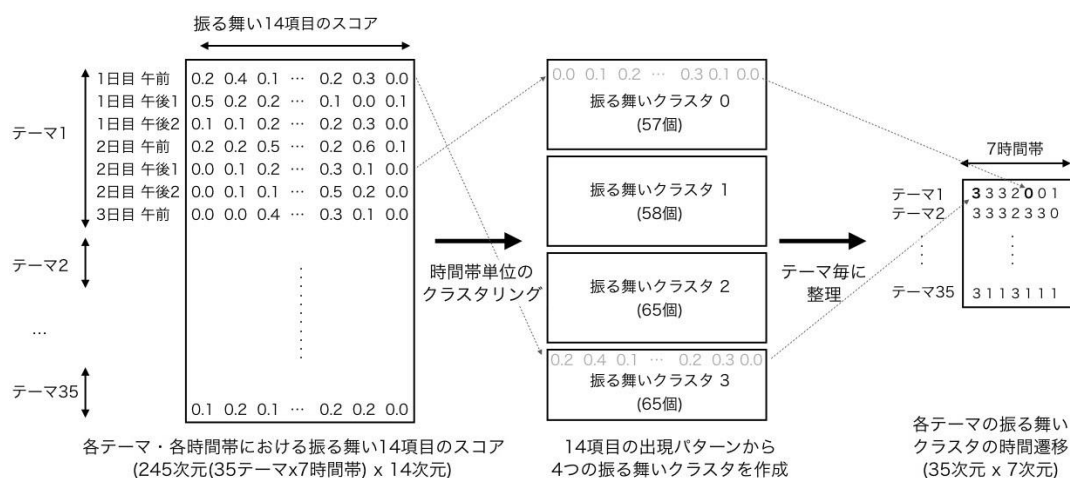 振る舞い14項目のスコア
テーマ1
1日目 午前 0.2 0.4 0.1 … 0.2 0.3 0.0
1日目 午後1 0.5 0.2 0.2 … 0.1 0.0 0.1
1日目 午後2 0.1 0.1 0.2 … 0.2 0.3 0.0
2日目 午前 0.2 0.2 0.5 … 0.2 0.6 0.1
2日目 午後1 0.0 0.1 0.2 … 0.3 0.1 0.0
2日目 午後2 0.0 0.1 0.1 … 0.5 0.2 0.0
3日目 午前 0.0 0.0 0.4 … 0.3 0.1 0.0
テーマ2
…
テーマ35
0.1 0.2 0.1 … 0.2 0.2 0.0
各テーマ・各時間帯における振る舞い14項目のスコア
(245次元(35テーマx7時間帯) x 14次元)
時間帯単位の
クラスタリング
0.0 0.1 0.2 … 0.3 0.1 0.0
振る舞いクラスタ 0
(57個)
振る舞いクラスタ 1
(58個)
振る舞いクラスタ 2
(65個)
0.2 0.4 0.1 … 0.2 0.3 0.0
振る舞いクラスタ 3
(65個)
14項目の出現パターンから
4つの振る舞いクラスタを作成
テーマ毎に
整理
7時間帯
テーマ1 3 3 3 2 0 0 1
テーマ2 3 3 3 2 3 3 0
テーマ35 3 1 1 3 1 1 1
各テーマの振る舞い
クラスタの時間遷移
(35次元 x 7次元)